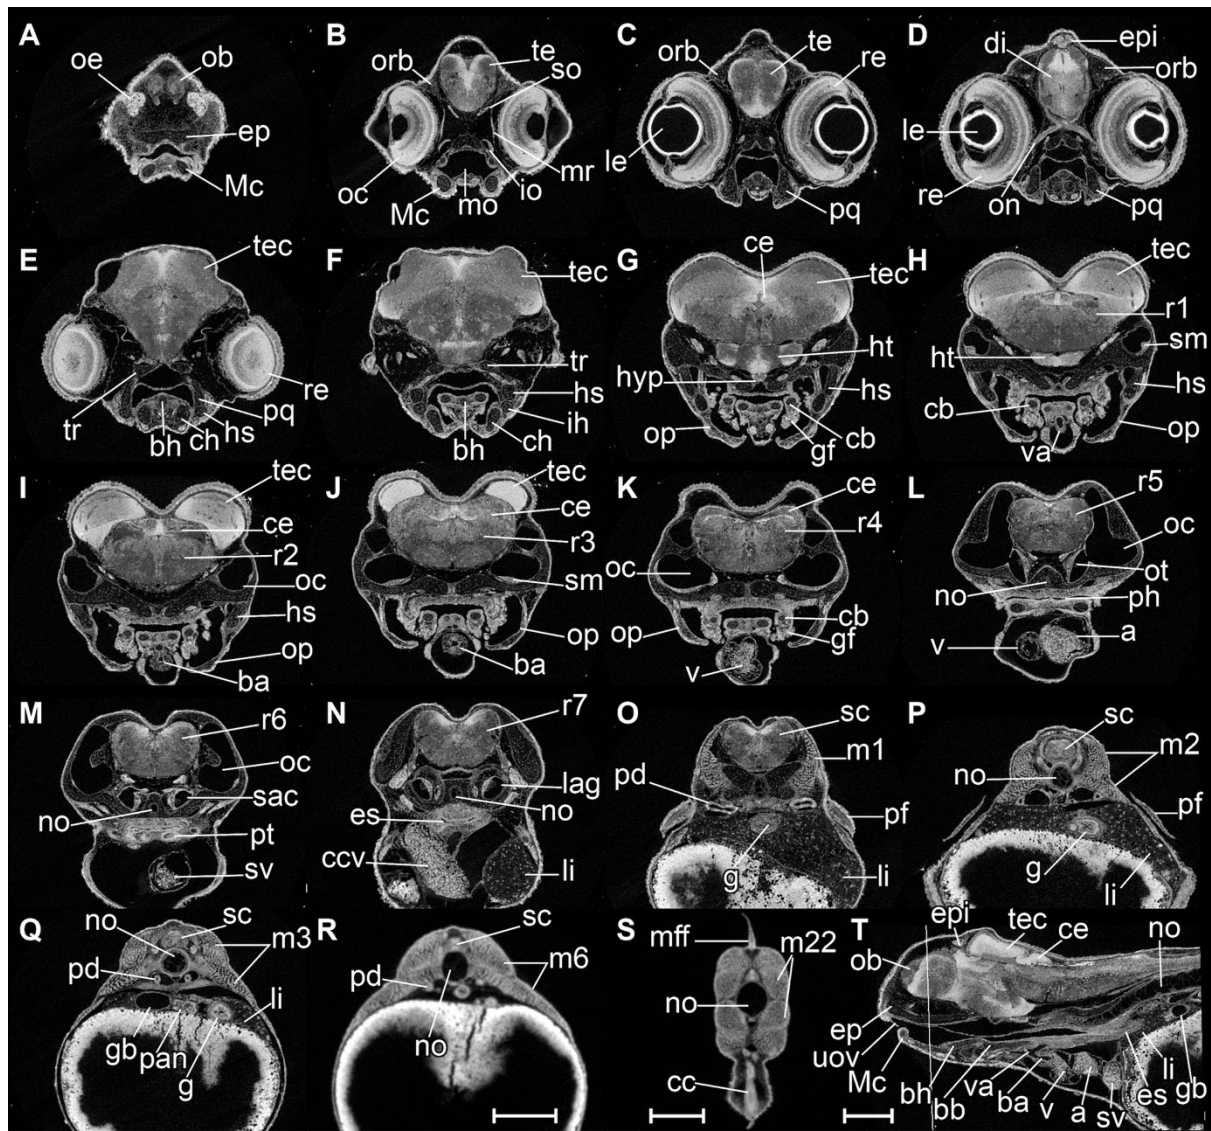 A
oe
ob
ep
Mc
B
orb
te
so
oc
Mc
mo
io
mr
C
orb
te
re
le
pq
D
di
epi
orb
le
re
on
pq
E
tec
re
tr
bh
ch
hs
pq
F
tec
tr
hs
ih
bh
ch
G
ce
tec
ht
hyp
hs
op
gf
cb
H
tec
r1
sm
ht
hs
cb
op
va
I
tec
ce
r2
oc
hs
op
ba
J
tec
ce
r3
sm
op
ba
K
ce
r4
oc
cb
op
gf
v
L
r5
oc
ot
no
ph
v
a
M
r6
oc
sac
no
pt
sv
N
r7
lag
no
es
ccv
li
O
sc
m1
pd
pf
g
li
P
sc
m2
no
pf
g
li
Q
no
sc
m3
pd
li
gb
pan
g
R
sc
m6
pd
no
S
mff
m22
no
cc
T
epi
tec
ce
no
ob
ep
uov
Mc
bh
bb
va
ba
v
a
sv
es
li
gb